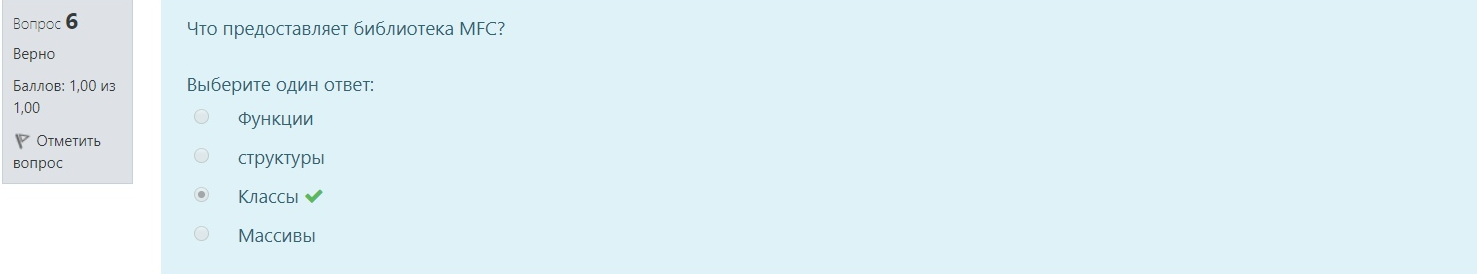 Вопрос 6
Верно
Баллов: 1,00 из
1,00
Отметить
вопрос
Что предоставляет библиотека MFC?
Выберите один ответ:
Функции
структуры
Классы
Массивы